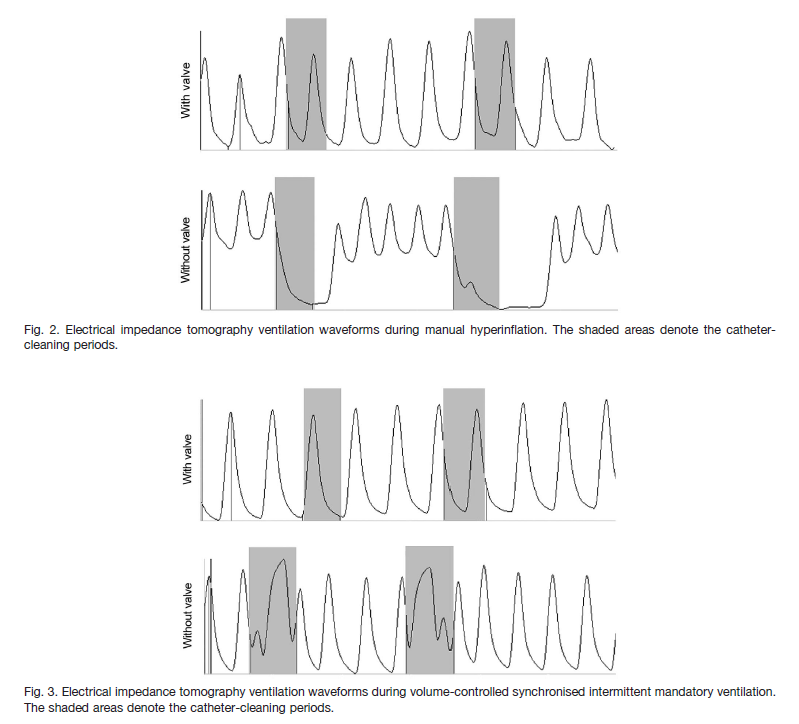 With valve
Without valve
Fig. 2. Electrical impedance tomography ventilation waveforms during manual hyperinflation. The shaded areas denote the catheter-
cleaning periods.
With valve
Without valve
Fig. 3. Electrical impedance tomography ventilation waveforms during volume-controlled synchronised intermittent mandatory ventilation.
The shaded areas denote the catheter-cleaning periods.